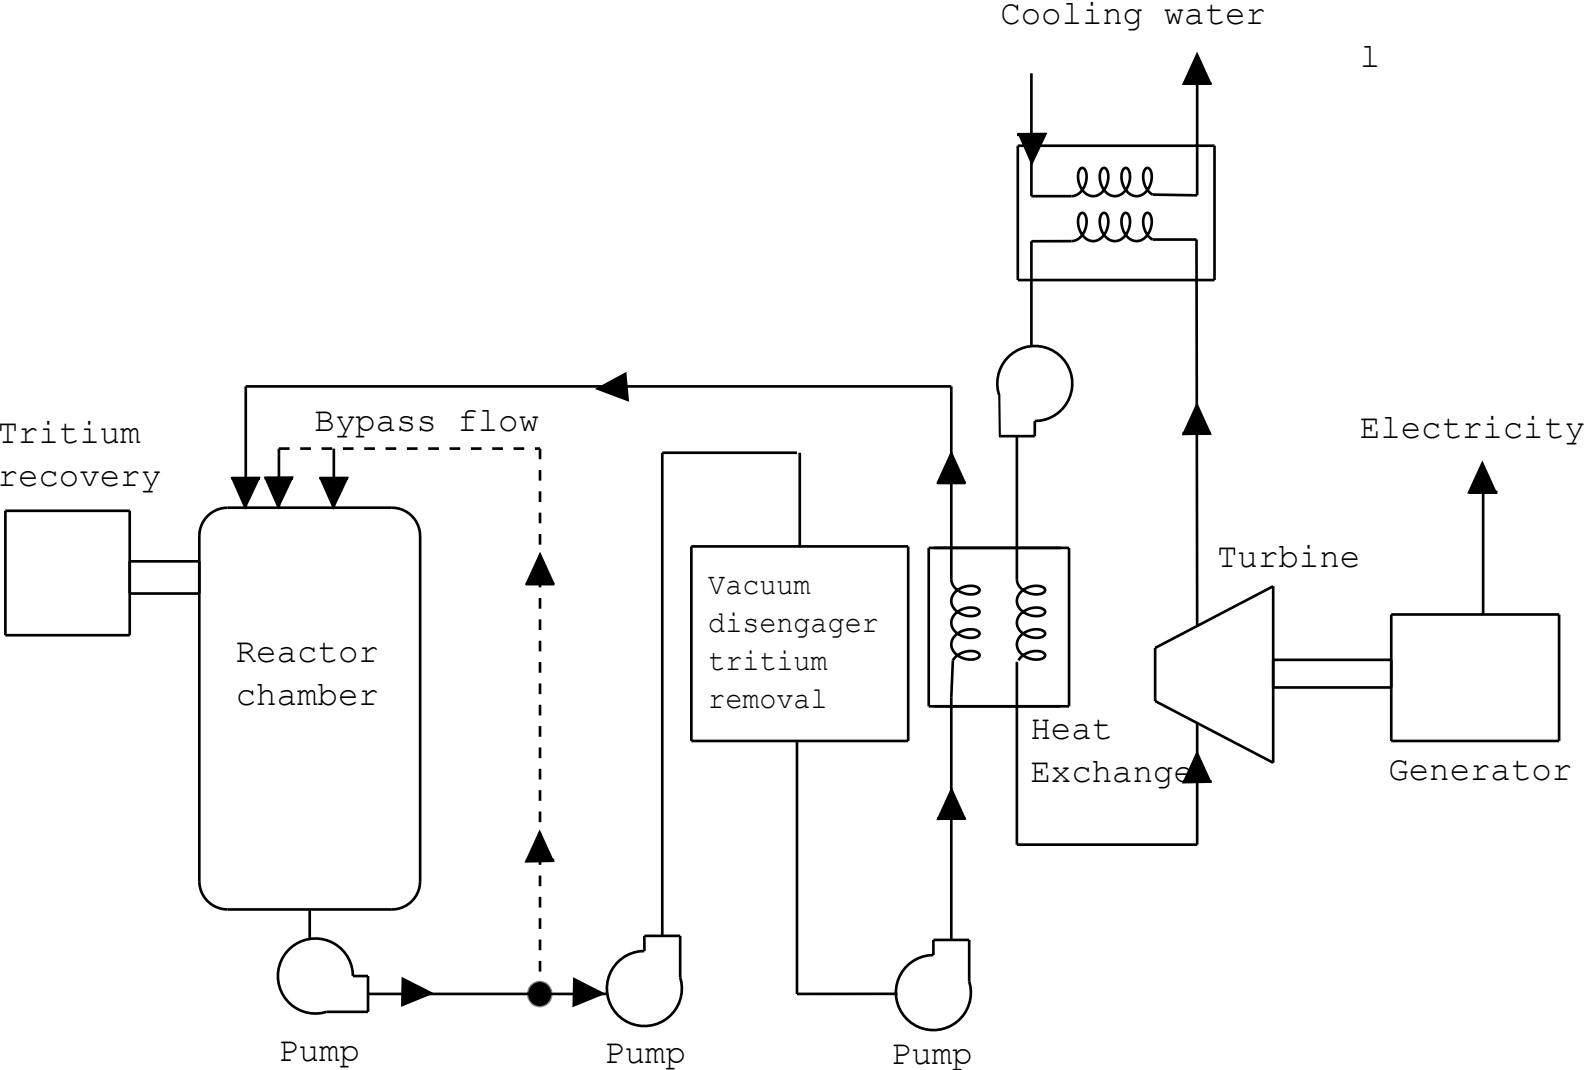 Cooling water
l
Bypass flow
Tritium
recovery
Electricity
Turbine
Vacuum
disengager
tritium
removal
Reactor
chamber
Heat
Exchange
Generator
Pump
Pump
Pump